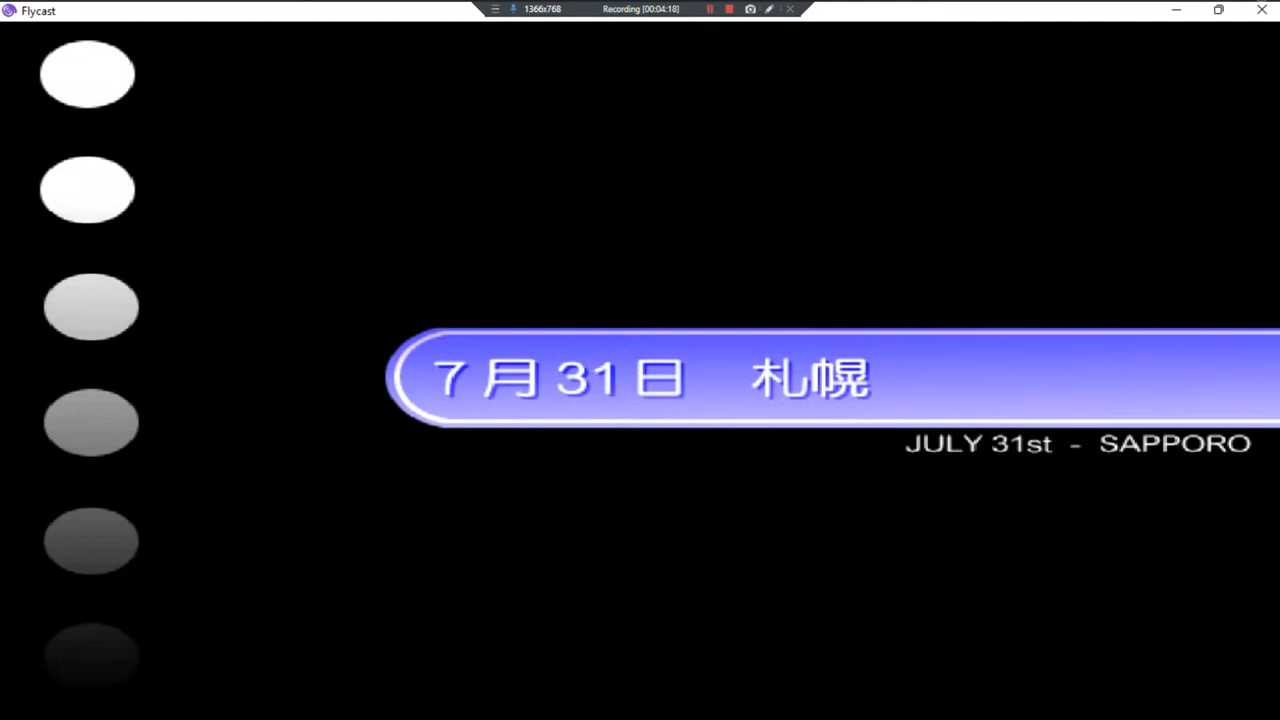 Flycast
1366x768
Recording [00:04:18]
7月31日 札幌
JULY 31st - SAPPORO